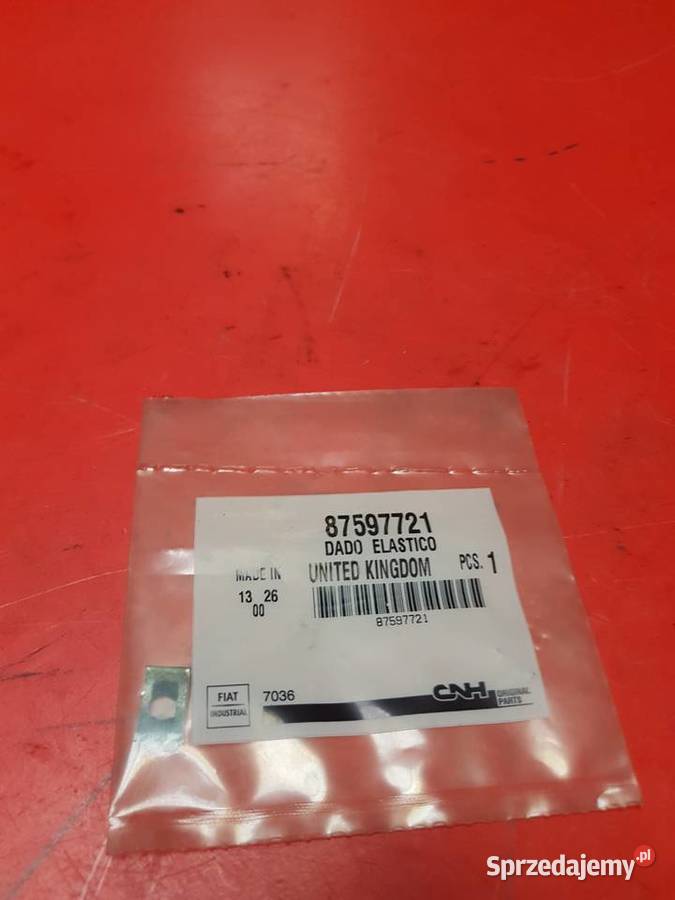 87597721
DADO ELASTICO
MADE IN UNITED KINGDOM PCS. 1
13 26
00
87597721
FIAT
INDUSTRIAL
7036
CNH ORIGINAL
PARTS
Sprzedajemy.pl